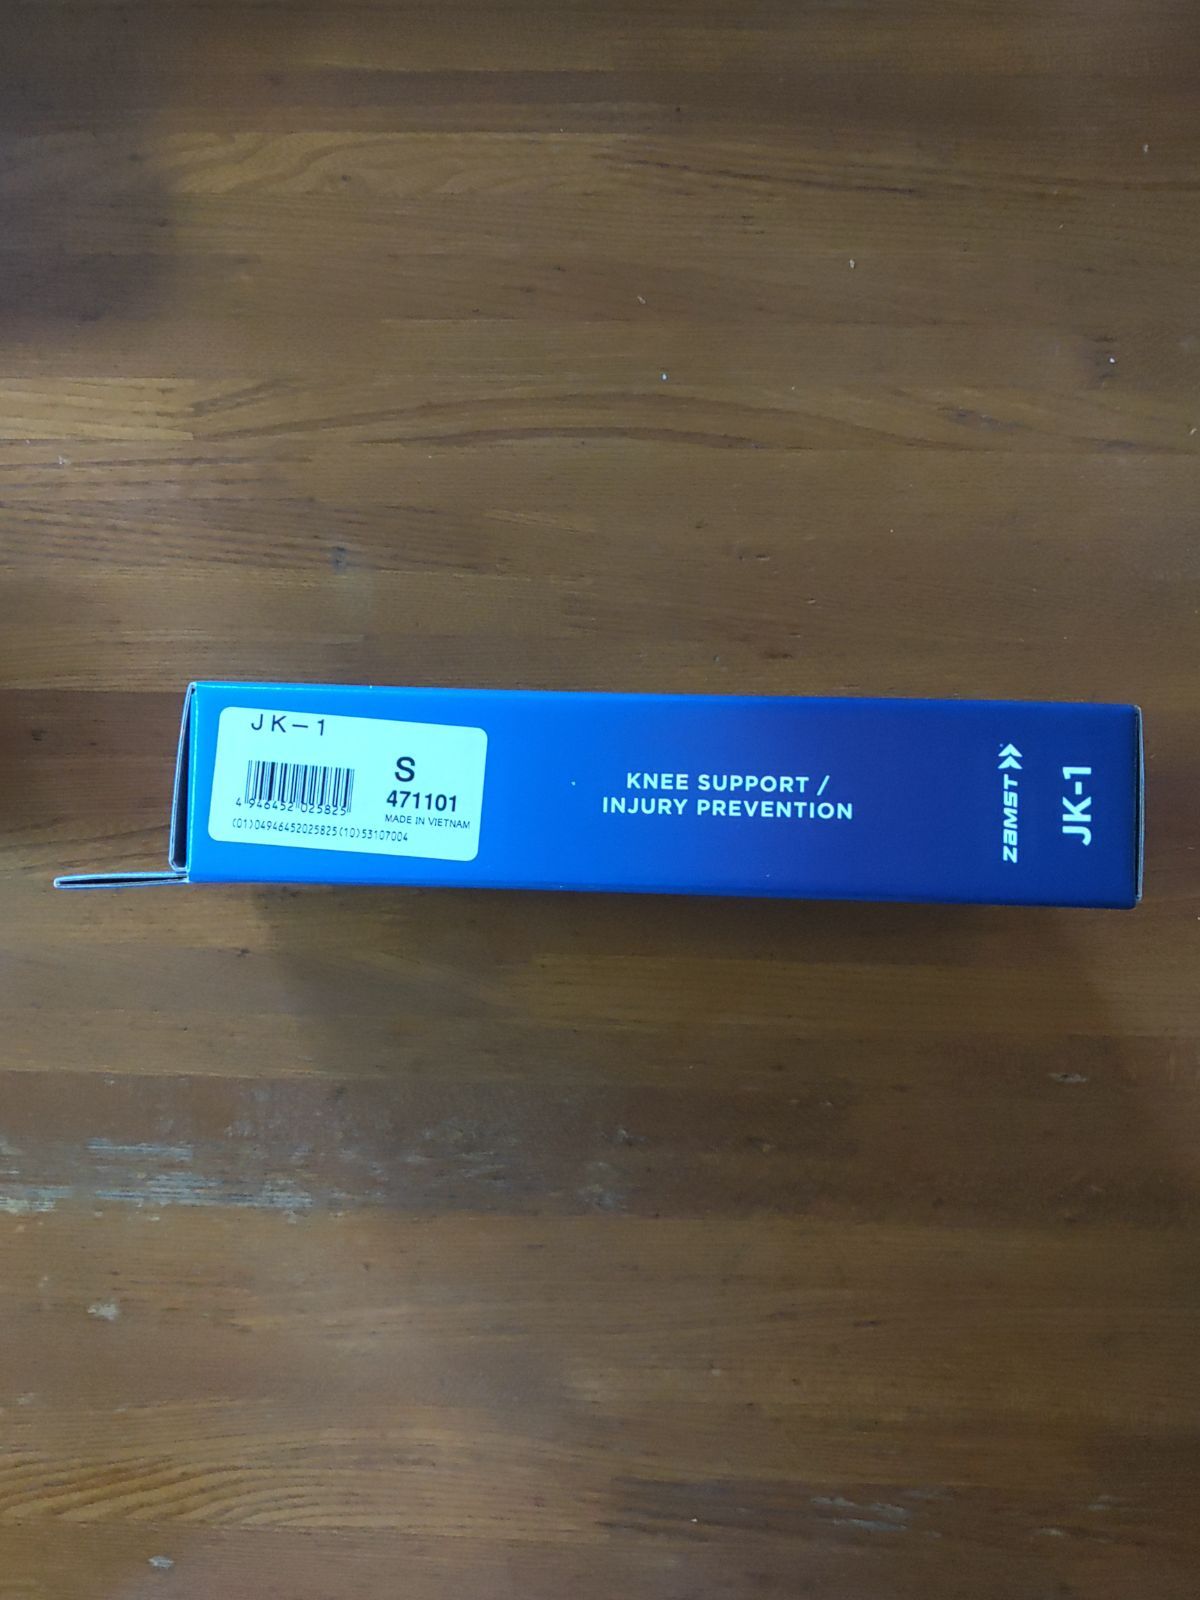 JK-1
S
4 946452 025825
471101
MADE IN VIETNAM
(01)04946452025825(10)53107004
KNEE SUPPORT /
INJURY PREVENTION
ZAMST
JK-1